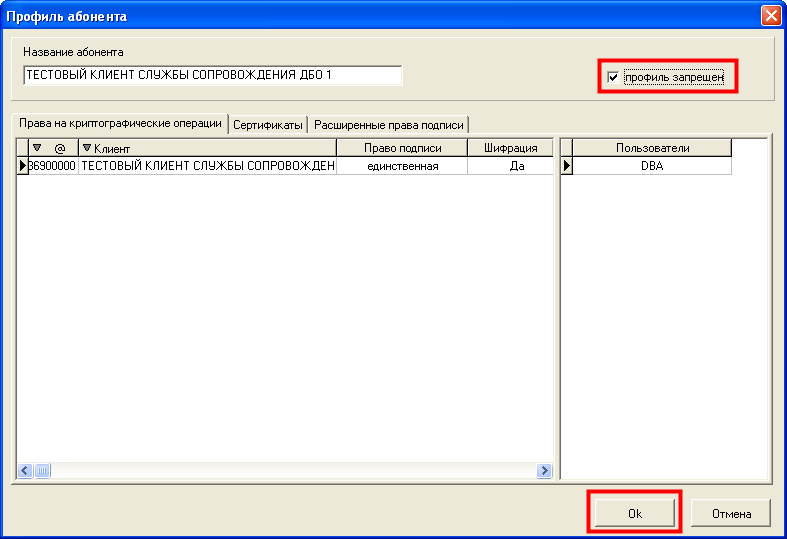 Профиль абонента
Название абонента
ТЕСТОВЫЙ КЛИЕНТ СЛУЖБЫ СОПРОВОЖДЕНИЯ ДБО 1
профиль запрещен
Права на криптографические операции Сертификаты Расширенные права подписи
@ Клиент Право подписи Шифрация Пользователи
36900000 ТЕСТОВЫЙ КЛИЕНТ СЛУЖБЫ СОПРОВОЖДЕН единственная Да DBA
Ok Отмена